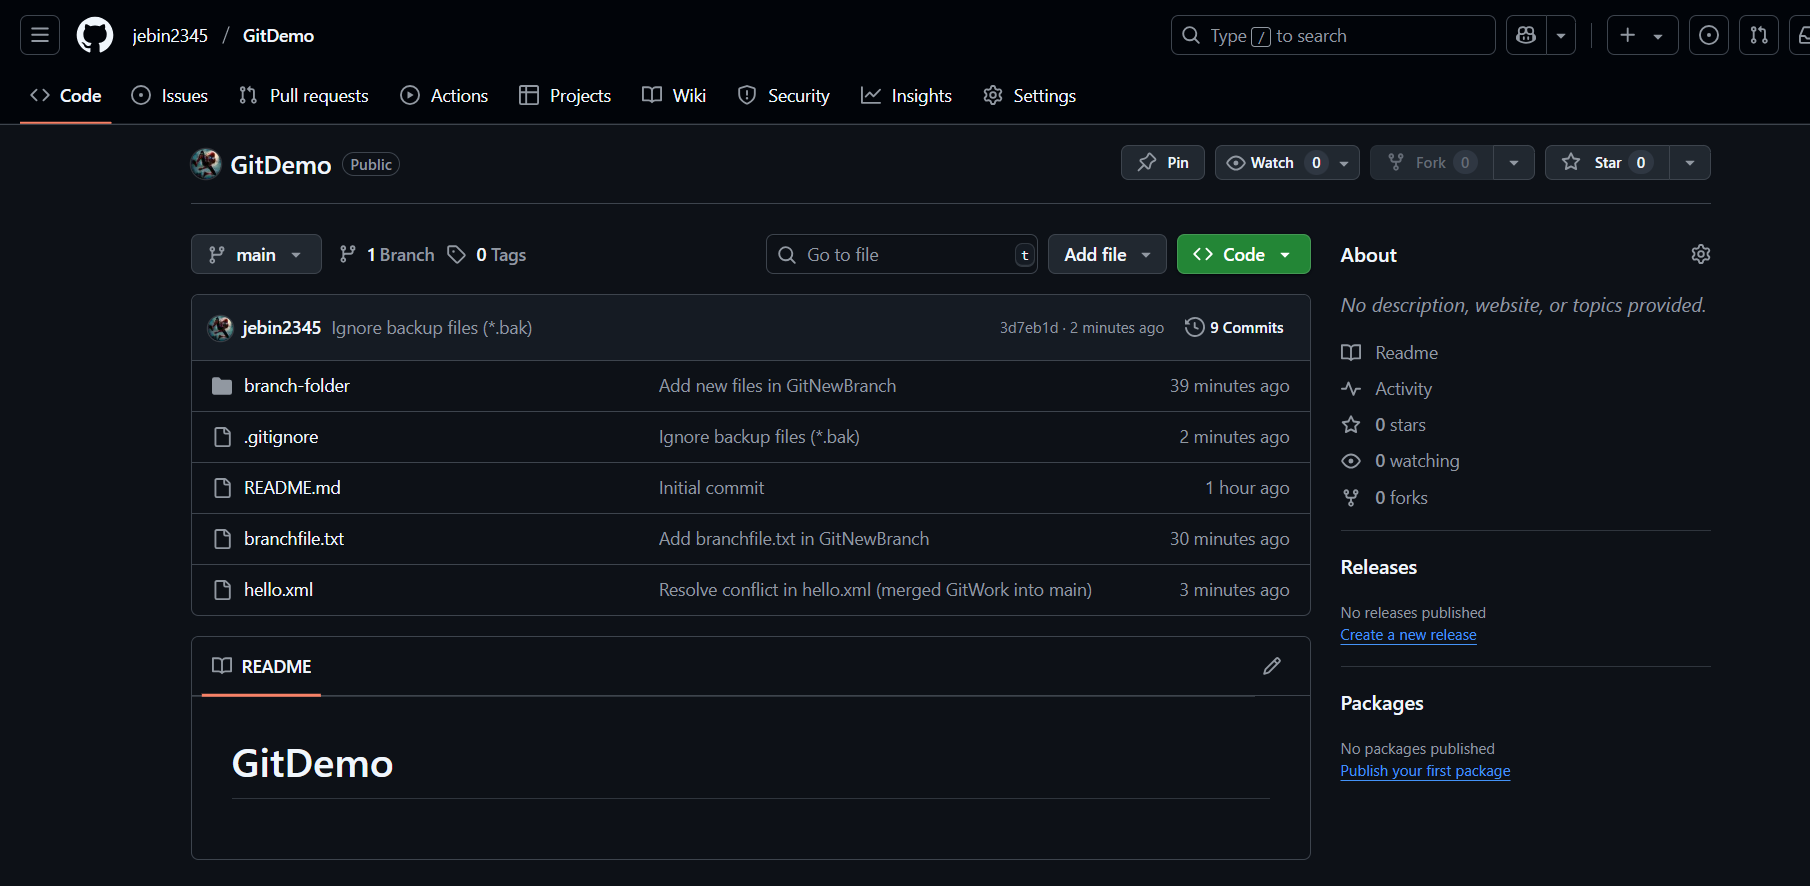 jebin2345 / GitDemo
Type / to search
Code Issues Pull requests Actions Projects Wiki Security Insights Settings
GitDemo Public
Pin Watch 0 Fork 0 Star 0
main 1 Branch 0 Tags Go to file t Add file Code
jebin2345 Ignore backup files (*.bak) 3d7eb1d · 2 minutes ago 9 Commits
branch-folder Add new files in GitNewBranch 39 minutes ago
.gitignore Ignore backup files (*.bak) 2 minutes ago
README.md Initial commit 1 hour ago
branchfile.txt Add branchfile.txt in GitNewBranch 30 minutes ago
hello.xml Resolve conflict in hello.xml (merged GitWork into main) 3 minutes ago
README
GitDemo
About
No description, website, or topics provided.
Readme
Activity
0 stars
0 watching
0 forks
Releases
No releases published
Create a new release
Packages
No packages published
Publish your first package